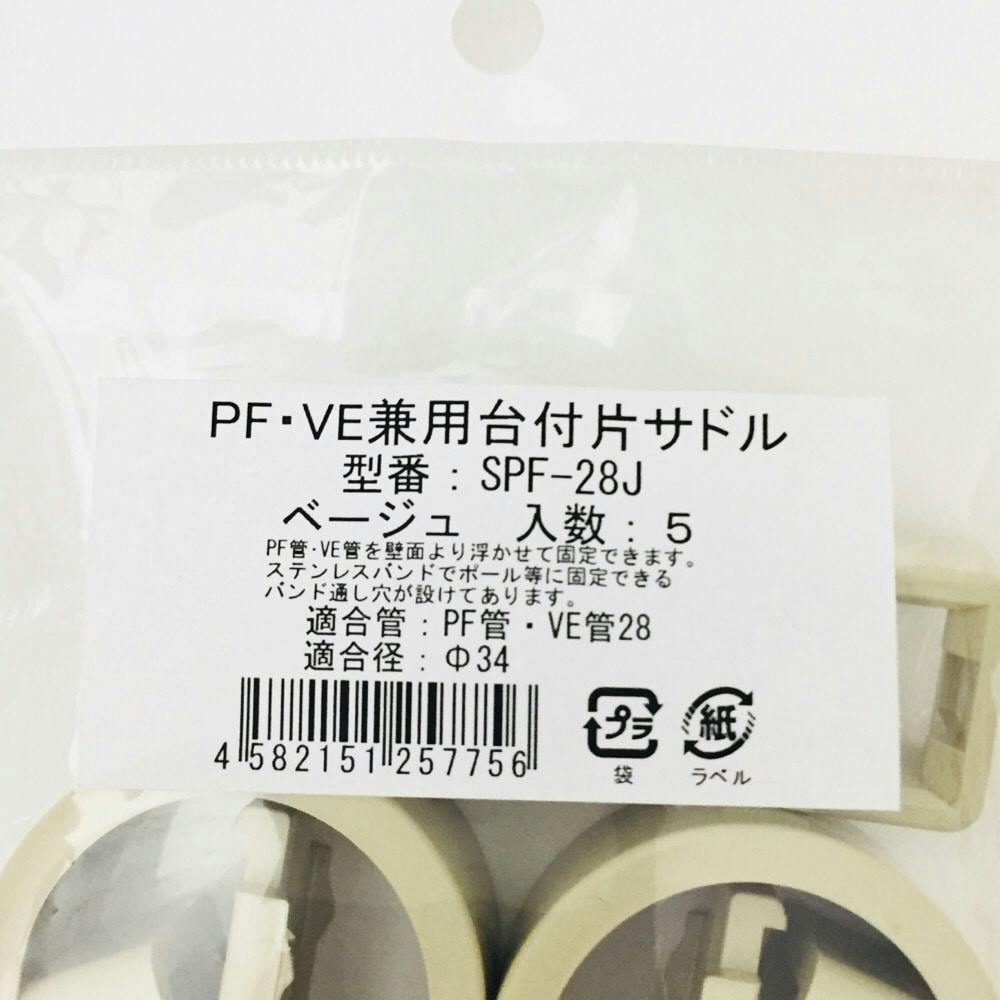 PF・VE兼用台付片サドル
型番：SPF-28J
ベージュ　入数：5
PF管・VE管を壁面より浮かせて固定できます。
ステンレスバンドでポール等に固定できる
バンド通し穴が設けてあります。
適合管：PF管・VE管28
適合径：Φ34
4 582151 257756
プラ 紙
袋 ラベル